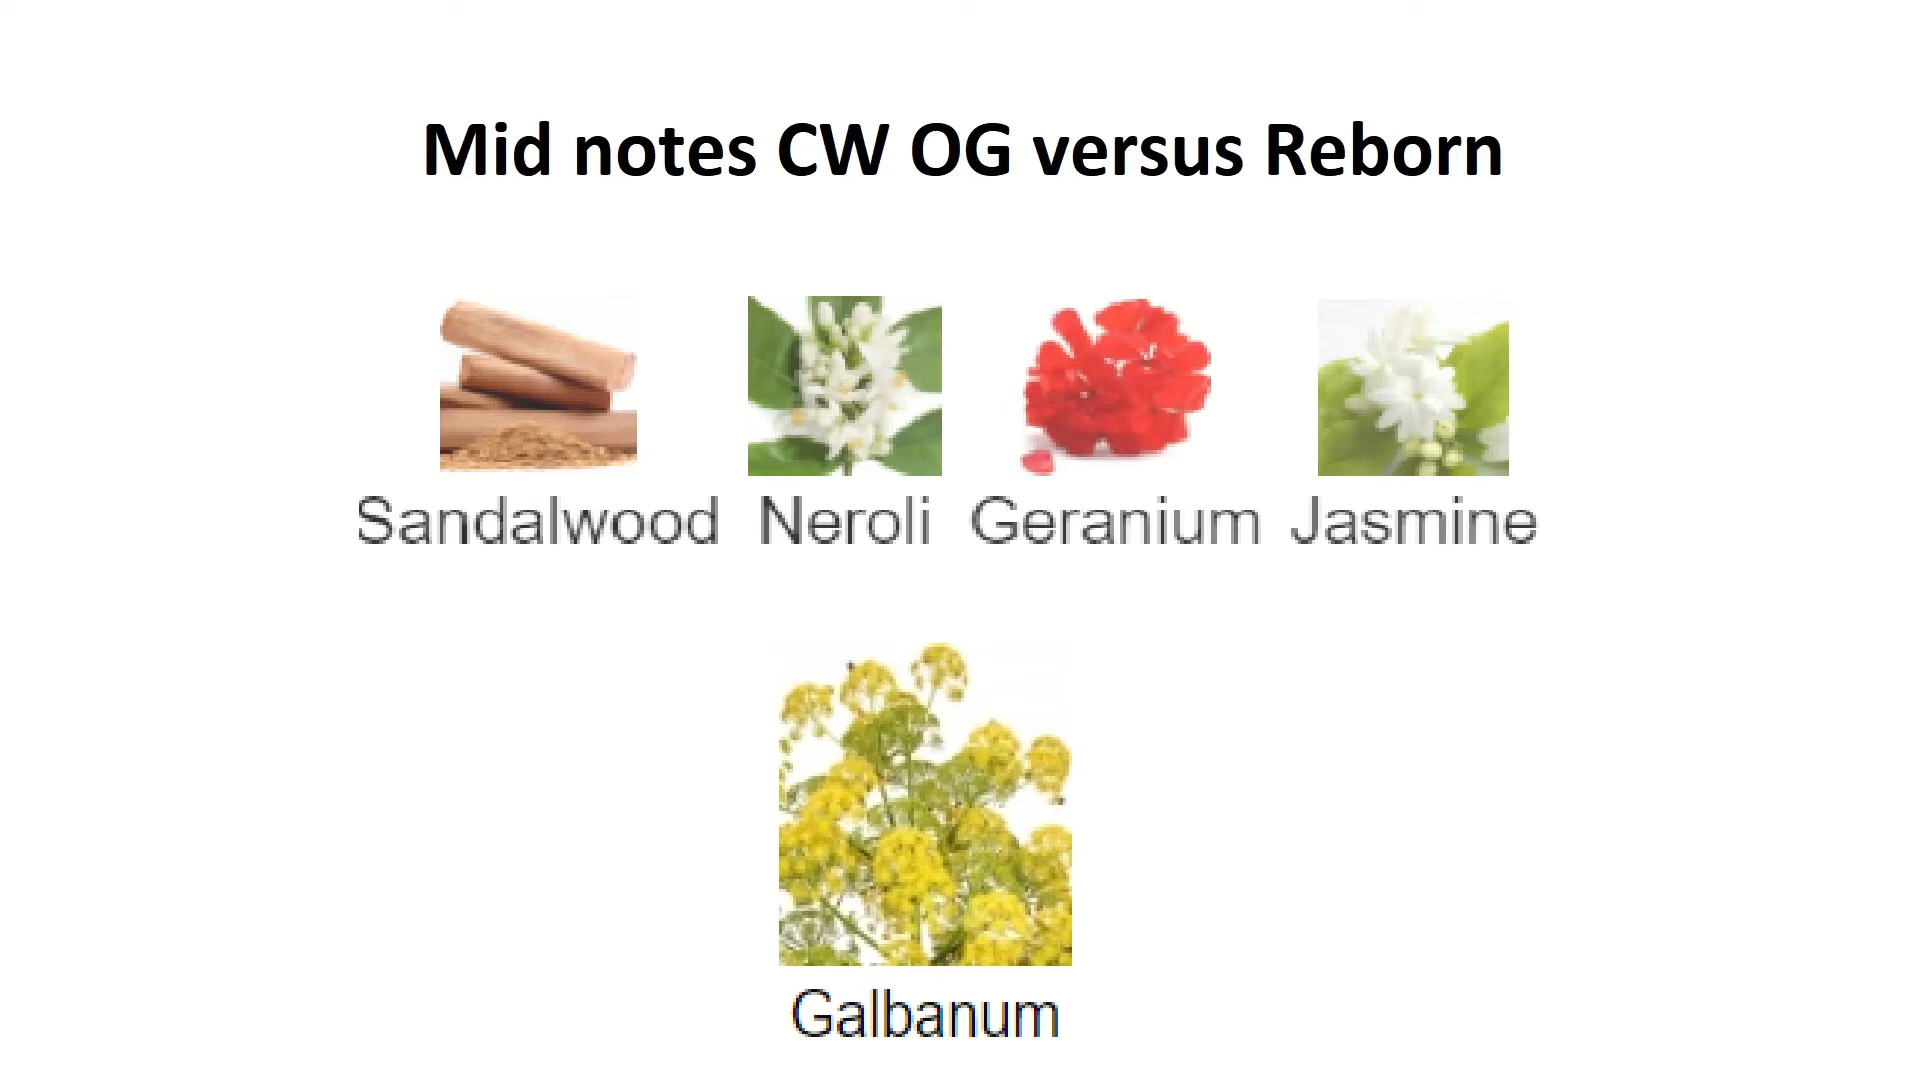 Mid notes CW OG versus Reborn
Sandalwood Neroli Geranium Jasmine
Galbanum